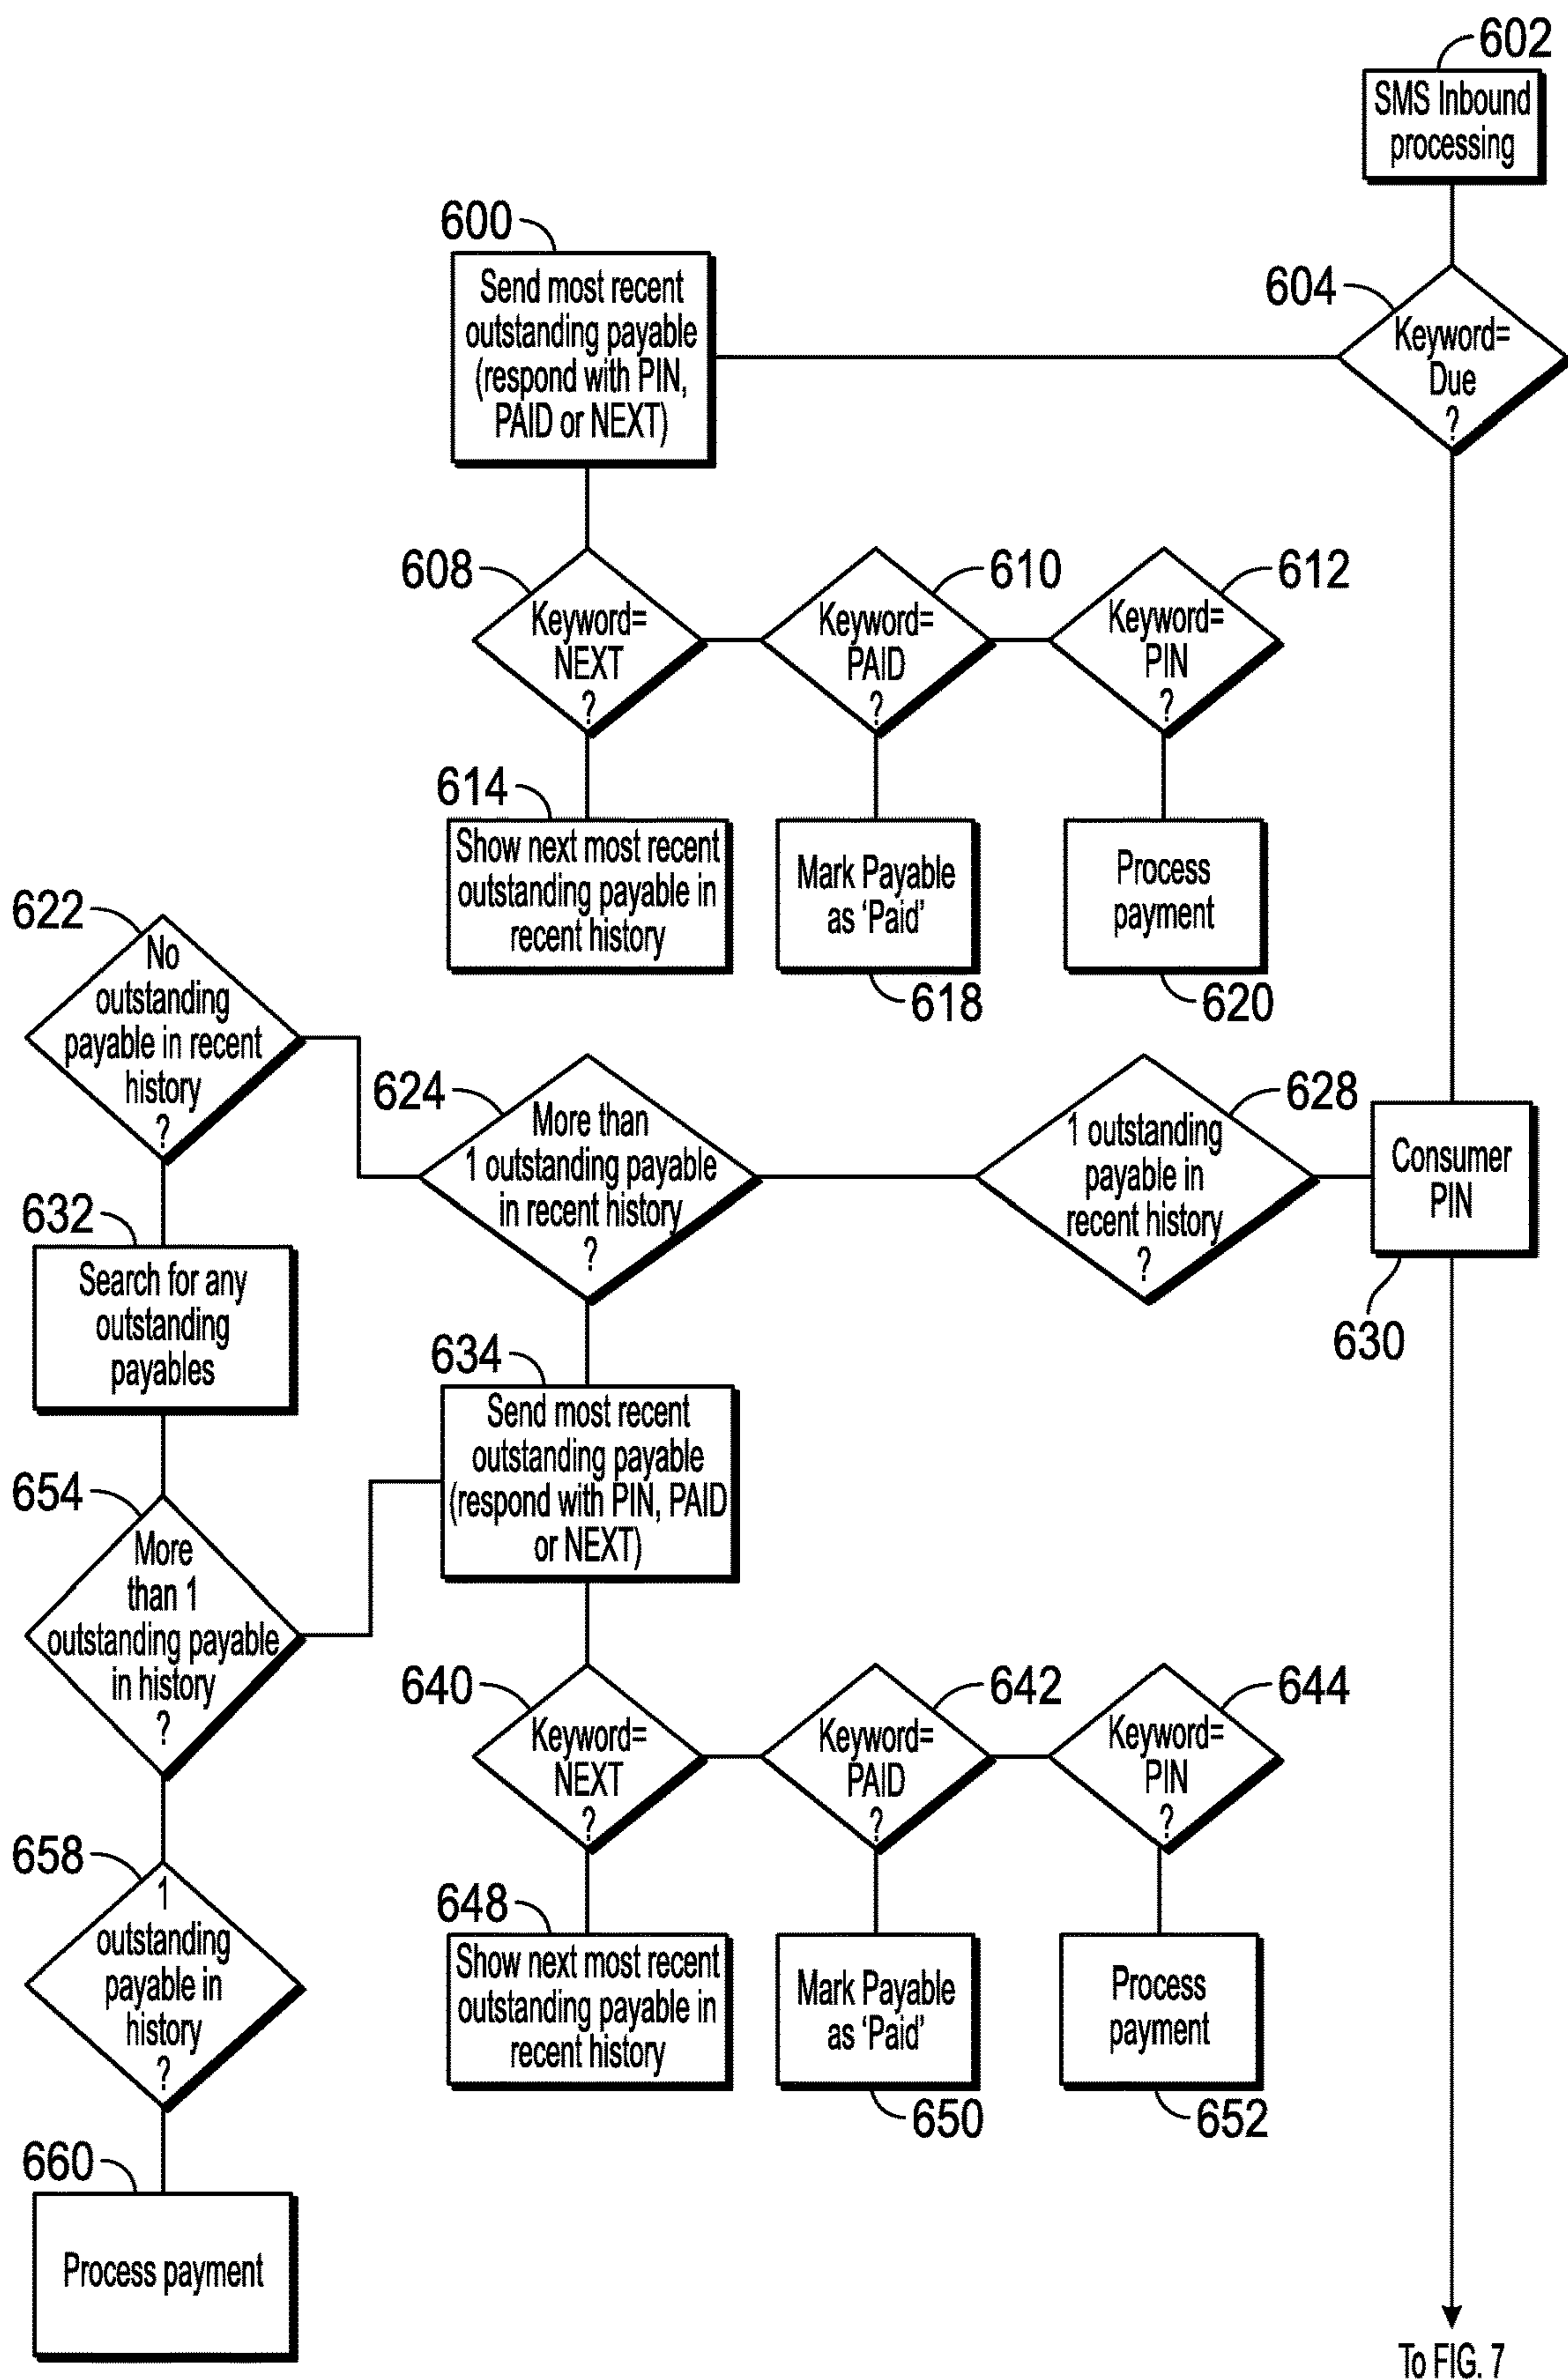 602
SMS Inbound
processing
600
Send most recent
outstanding payable
(respond with PIN,
PAID or NEXT)
604
Keyword=
Due
?
608
Keyword=
NEXT
?
610
Keyword=
PAID
?
612
Keyword=
PIN
?
614
Show next most recent
outstanding payable in
recent history
Mark Payable
as ‘Paid’
618
Process
payment
620
622
No
outstanding
payable in recent
history
?
624
More than
1 outstanding payable
in recent history
?
628
1 outstanding
payable in
recent history
?
Consumer
PIN
630
632
Search for any
outstanding
payables
634
Send most recent
outstanding payable
(respond with PIN, PAID
or NEXT)
654
More
than 1
outstanding payable
in history
?
640
Keyword=
NEXT
?
642
Keyword=
PAID
?
644
Keyword=
PIN
?
658
1
outstanding
payable in
history
?
648
Show next most recent
outstanding payable in
recent history
Mark Payable
as ‘Paid’
650
Process
payment
652
660
Process payment
To FIG. 7